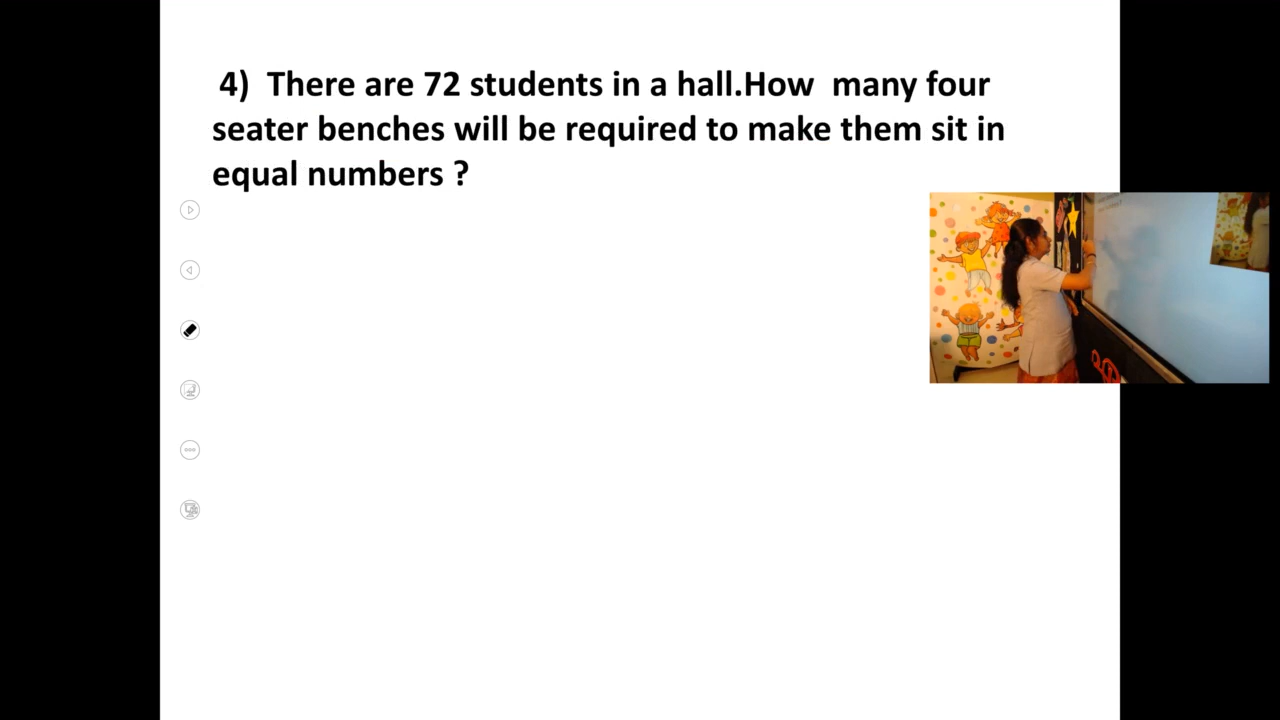 4)  There are 72 students in a hall.How  many four
seater benches will be required to make them sit in
equal numbers ?